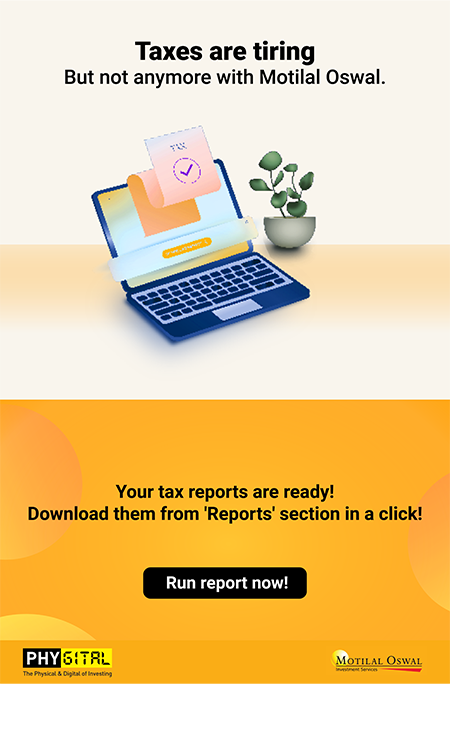 Taxes are tiring
But not anymore with Motilal Oswal.
TAX
Your tax reports are ready!
Download them from 'Reports' section in a click!
Run report now!
PHYGITAL
The Physical & Digital of Investing
MOTILAL OSWAL
Investment Services